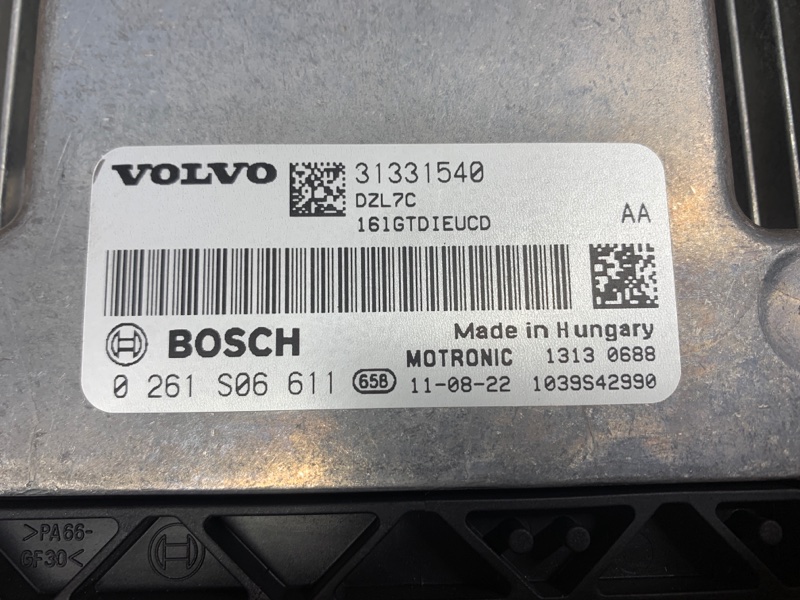 VOLVO 31331540
DZL7C
161GTDIEUCD AA
BOSCH Made in Hungary
MOTRONIC 1313 0688
0 261 S06 611 65B 11-08-22 1039S42990
>PA66-
GF30<